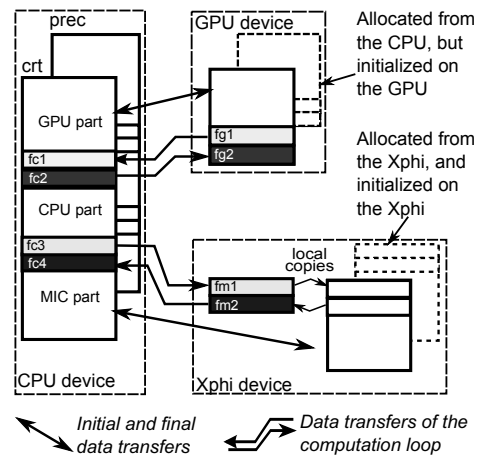 prec
crt
GPU part
fc1
fc2
CPU part
fc3
fc4
MIC part
CPU device
GPU device
fg1
fg2
Allocated from
the CPU, but
initialized on
the GPU
Allocated from
the Xphi, and
initialized on
the Xphi
local
copies
fm1
fm2
Xphi device
Initial and final
data transfers
Data transfers of the
computation loop